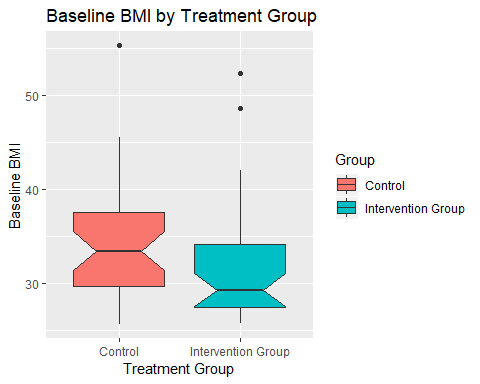 Baseline BMI by Treatment Group
Baseline BMI
50
40
30
Control
Intervention Group
Treatment Group
Group
Control
Intervention Group